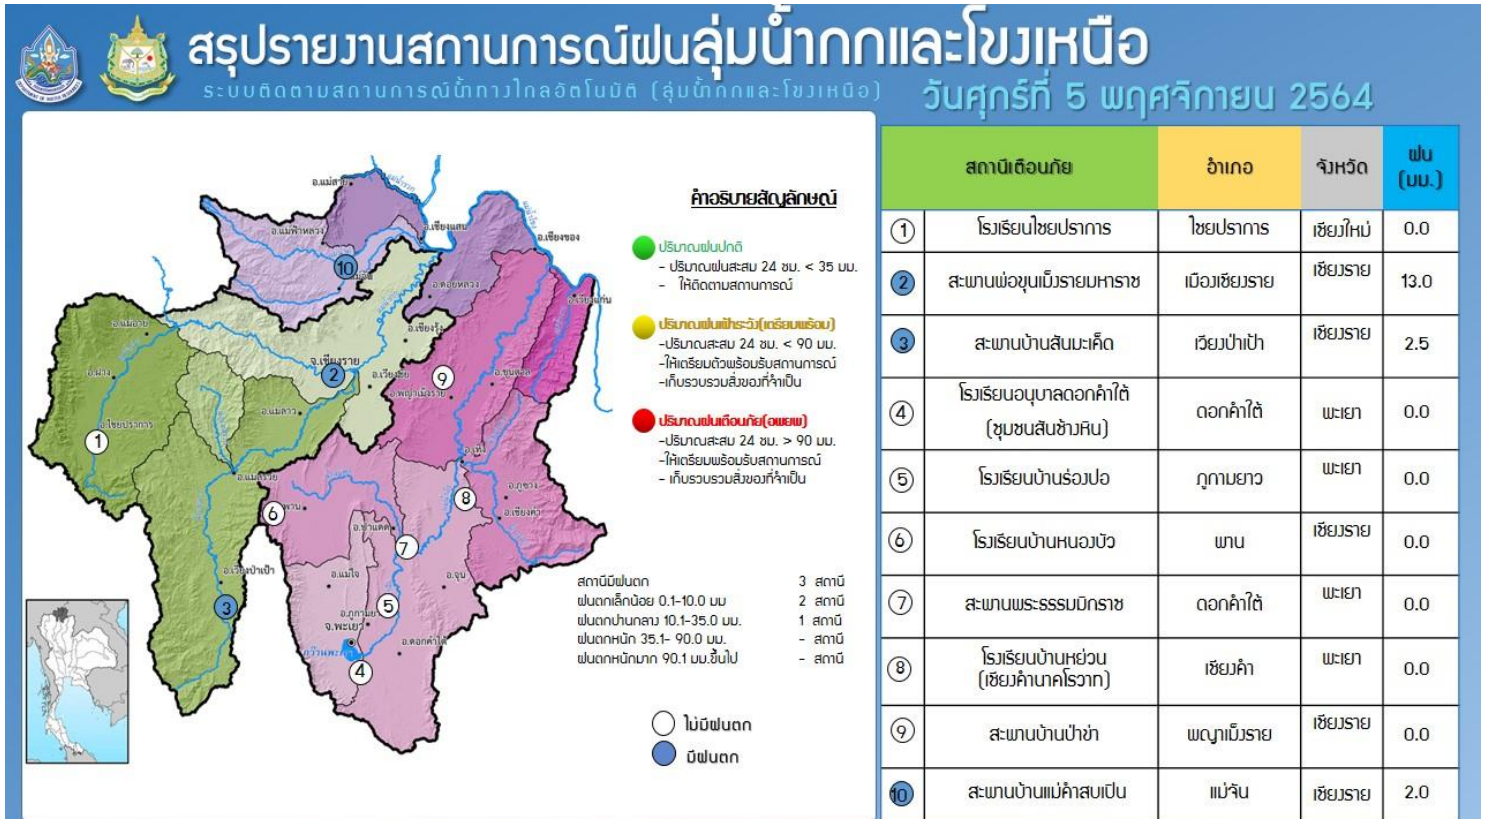 สรุปรายงานสถานการณ์ฝนลุ่มน้ำกกและโขงเหนือ
ระบบติดตามสถานการณ์น้ำทางไกลอัตโนมัติ (ลุ่มน้ำกกและโขงเหนือ)
วันศุกร์ที่ 5 พฤศจิกายน 2564
อ.แม่สาย
อ.แม่ฟ้าหลวง
อ.เชียงแสน
อ.เชียงของ
10
อ.ดอยหลวง
อ.เวียงแก่น
อ.แม่อาย
อ.เชียงรุ้ง
จ.เชียงราย
อ.ฝาง
2
อ.เวียงชัย
9
อ.ขุนตาล
อ.พญาเม็งราย
อ.แม่ลาว
อ.ไชยปราการ
1
อ.เทิง
อ.แม่สรวย
8
อ.ภูซาง
6
พาน
อ.เชียงคำ
อ.ป่าแดด
7
อ.เวียงป่าเป้า
อ.แม่ใจ
อ.จุน
3
5
อ.ภูกามยาว
จ.พะเยา
อ.ดอกคำใต้
กว๊านพะเยา
4
คำอธิบายสัญลักษณ์
ปริมาณฝนปกติ
- ปริมาณฝนสะสม 24 ชม. < 35 มม.
- ให้ติดตามสถานการณ์
ปริมาณฝนเฝ้าระวัง(เตรียมพร้อม)
-ปริมาณสะสม 24 ชม. < 90 มม.
-ให้เตรียมตัวพร้อมรับสถานการณ์
-เก็บรวบรวมสิ่งของที่จำเป็น
ปริมาณฝนเตือนภัย(อพยพ)
-ปริมาณสะสม 24 ชม. > 90 มม.
-ให้เตรียมพร้อมรับสถานการณ์
- เก็บรวบรวมสิ่งของที่จำเป็น
สถานีมีฝนตก 3 สถานี
ฝนตกเล็กน้อย 0.1-10.0 มม 2 สถานี
ฝนตกปานกลาง 10.1-35.0 มม. 1 สถานี
ฝนตกหนัก 35.1- 90.0 มม. - สถานี
ฝนตกหนักมาก 90.1 มม.ขึ้นไป - สถานี
ไม่มีฝนตก
มีฝนตก
สถานีเตือนภัย อำเภอ จังหวัด ฝน
(มม.)
1 โรงเรียนไชยปราการ ไชยปราการ เชียงใหม่ 0.0
2 สะพานพ่อขุนเม็งรายมหาราช เมืองเชียงราย เชียงราย 13.0
3 สะพานบ้านสันมะเค็ด เวียงป่าเป้า เชียงราย 2.5
4 โรงเรียนอนุบาลดอกคำใต้ ดอกคำใต้ พะเยา 0.0
(ชุมชนสันช้างหิน)
5 โรงเรียนบ้านร่องปอ ภูกามยาว พะเยา 0.0
6 โรงเรียนบ้านหนองบัว พาน เชียงราย 0.0
7 สะพานพระธรรมมิกราช ดอกคำใต้ พะเยา 0.0
8 โรงเรียนบ้านหย่วน เชียงคำ พะเยา 0.0
(เชียงคำนาคโรวาท)
9 สะพานบ้านป่าข่า พญาเม็งราย เชียงราย 0.0
10 สะพานบ้านแม่คำสบเปิน แม่จัน เชียงราย 2.0